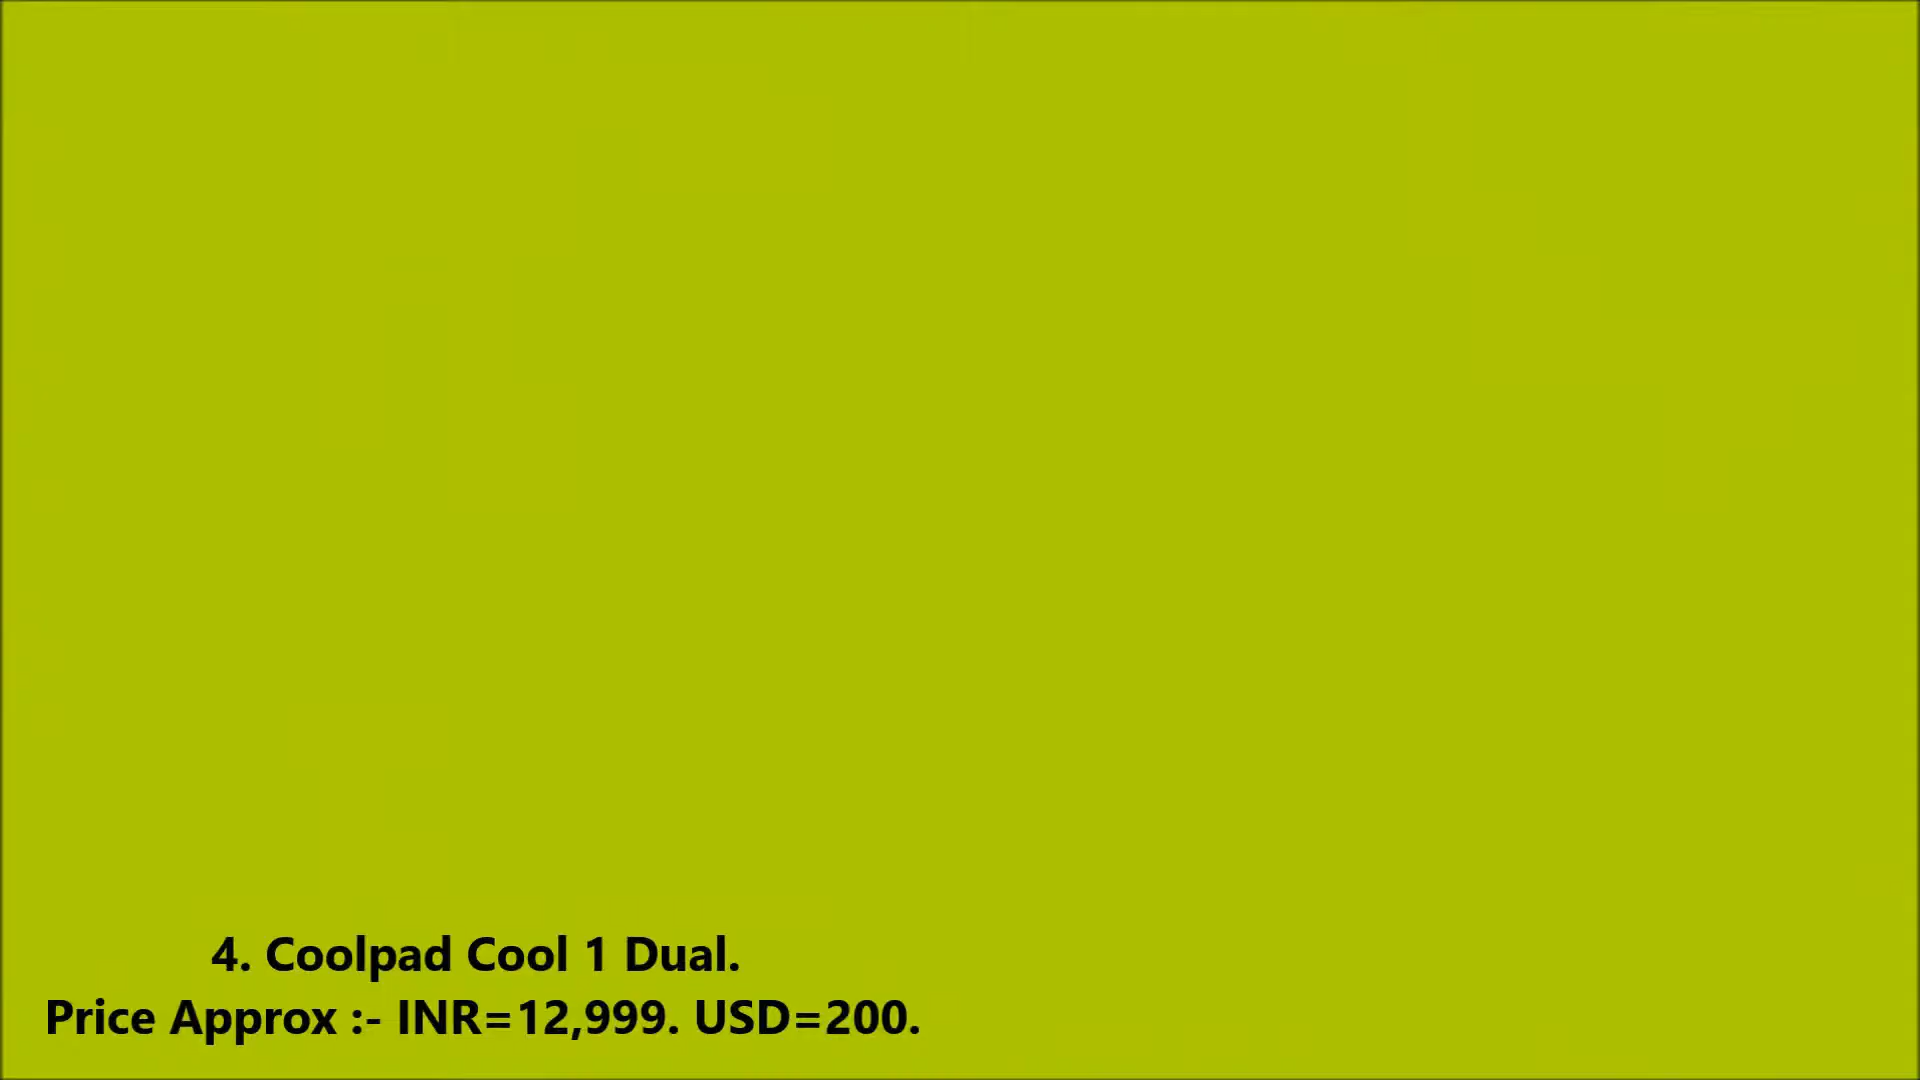 4. Coolpad Cool 1 Dual.
Price Approx :- INR=12,999. USD=200.